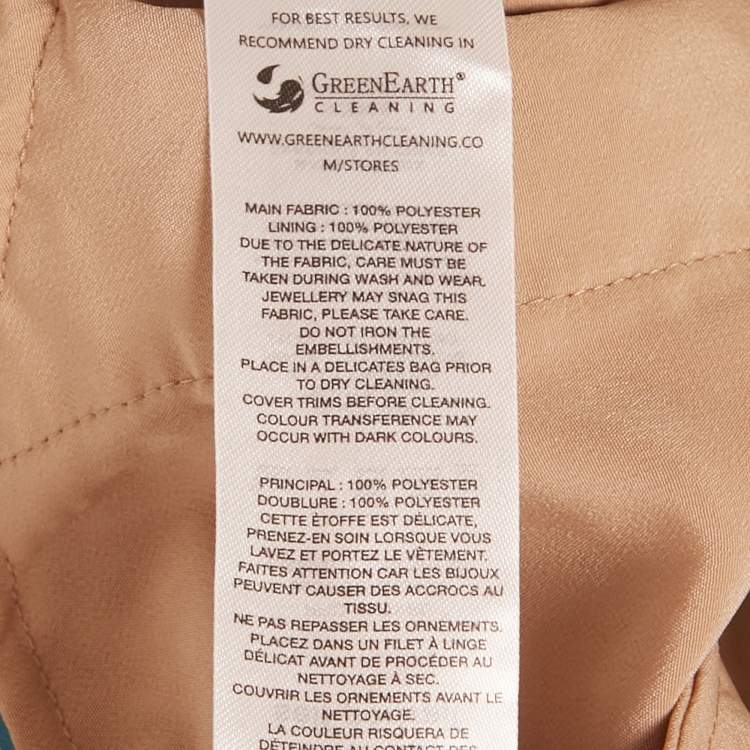 FOR BEST RESULTS, WE
RECOMMEND DRY CLEANING IN
GREENEARTH®
CLEANING
WWW.GREENEARTHCLEANING.CO
M/STORES
MAIN FABRIC : 100% POLYESTER
LINING : 100% POLYESTER
DUE TO THE DELICATE NATURE OF
THE FABRIC, CARE MUST BE
TAKEN DURING WASH AND WEAR.
JEWELLERY MAY SNAG THIS
FABRIC, PLEASE TAKE CARE.
DO NOT IRON THE
EMBELLISHMENTS.
PLACE IN A DELICATES BAG PRIOR
TO DRY CLEANING.
COVER TRIMS BEFORE CLEANING.
COLOUR TRANSFERENCE MAY
OCCUR WITH DARK COLOURS.
PRINCIPAL : 100% POLYESTER
DOUBLURE : 100% POLYESTER
CETTE ÉTOFFE EST DÉLICATE,
PRENEZ-EN SOIN LORSQUE VOUS
LAVEZ ET PORTEZ LE VÊTEMENT.
FAITES ATTENTION CAR LES BIJOUX
PEUVENT CAUSER DES ACCROCS AU
TISSU.
NE PAS REPASSER LES ORNEMENTS.
PLACEZ DANS UN FILET À LINGE
DÉLICAT AVANT DE PROCÉDER AU
NETTOYAGE À SEC.
COUVRIR LES ORNEMENTS AVANT LE
NETTOYAGE.
LA COULEUR RISQUERA DE
DÉTEINDRE AU CONTACT DES